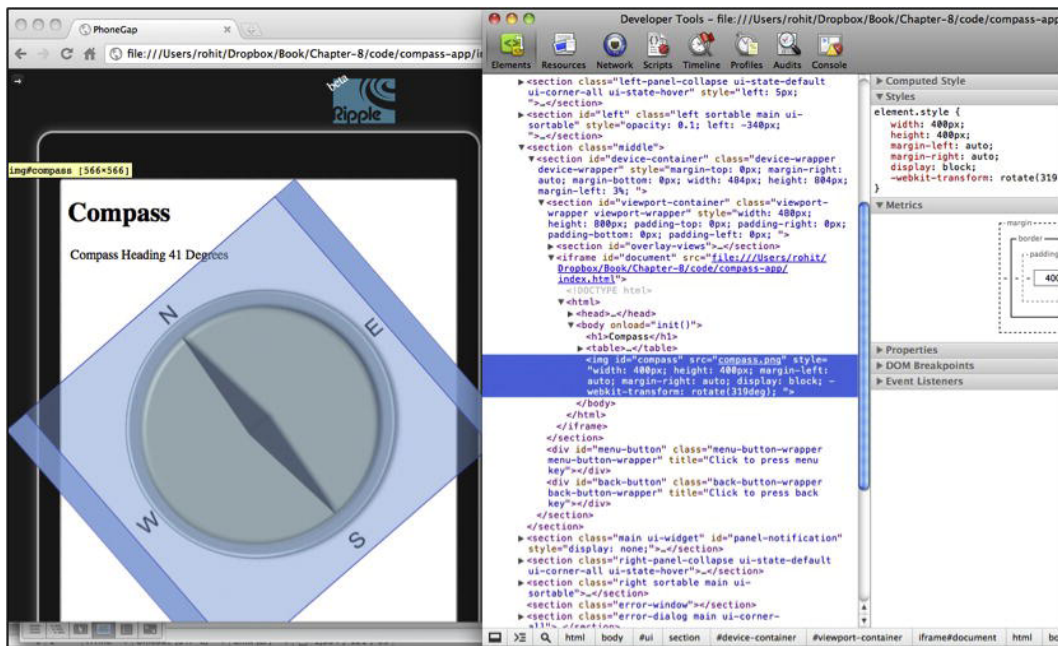 PhoneGap
file:///Users/rohit/Dropbox/Book/Chapter-8/code/compass-app/in
beta
Ripple
img#compass [566×566]
Compass
Compass Heading 41 Degrees
N
E
W
S
Developer Tools - file:///Users/rohit/Dropbox/Book/Chapter-8/code/compass-app
Elements Resources Network Scripts Timeline Profiles Audits Console
<section class="left-panel-collapse ui-state-default
ui-corner-all ui-state-hover" style="left: 5px;
">…</section>
<section id="left" class="left sortable main ui-
sortable" style="opacity: 0.1; left: -340px;
">…</section>
<section class="middle">
<section id="device-container" class="device-wrapper
device-wrapper" style="margin-top: 0px; margin-right:
auto; margin-bottom: 0px; width: 484px; height: 804px;
margin-left: 3%; ">
<section id="viewport-container" class="viewport-
wrapper viewport-wrapper" style="width: 480px;
height: 800px; padding-top: 0px; padding-right: 0px;
padding-bottom: 0px; padding-left: 0px; ">
<section id="overlay-views">…</section>
<iframe id="document" src="file:///Users/rohit/
Dropbox/Book/Chapter-8/code/compass-app/
index.html">
<!DOCTYPE html>
<html>
<head>…</head>
<body onload="init()">
<h1>Compass</h1>
<table>…</table>
<img id="compass" src="compass.png" style=
"width: 400px; height: 400px; margin-left:
auto; margin-right: auto; display: block; -
webkit-transform: rotate(319deg); ">
</body>
</html>
</iframe>
</section>
<div id="menu-button" class="menu-button-wrapper
menu-button-wrapper" title="Click to press menu
key"></div>
<div id="back-button" class="back-button-wrapper
back-button-wrapper" title="Click to press back
key"></div>
</section>
</section>
<section class="main ui-widget" id="panel-notification"
style="display: none;">…</section>
<section class="right-panel-collapse ui-state-default
ui-corner-all ui-state-hover">…</section>
<section class="right sortable main ui-
sortable">…</section>
<section class="error-window"></section>
<section class="error-dialog main ui-corner-
all">…</section>
html body #ui section #device-container #viewport-container iframe#document html bo
Computed Style
Styles
element.style {
width: 400px;
height: 400px;
margin-left: auto;
margin-right: auto;
display: block;
-webkit-transform: rotate(319
}
Metrics
margin
border
padding
400
Properties
DOM Breakpoints
Event Listeners